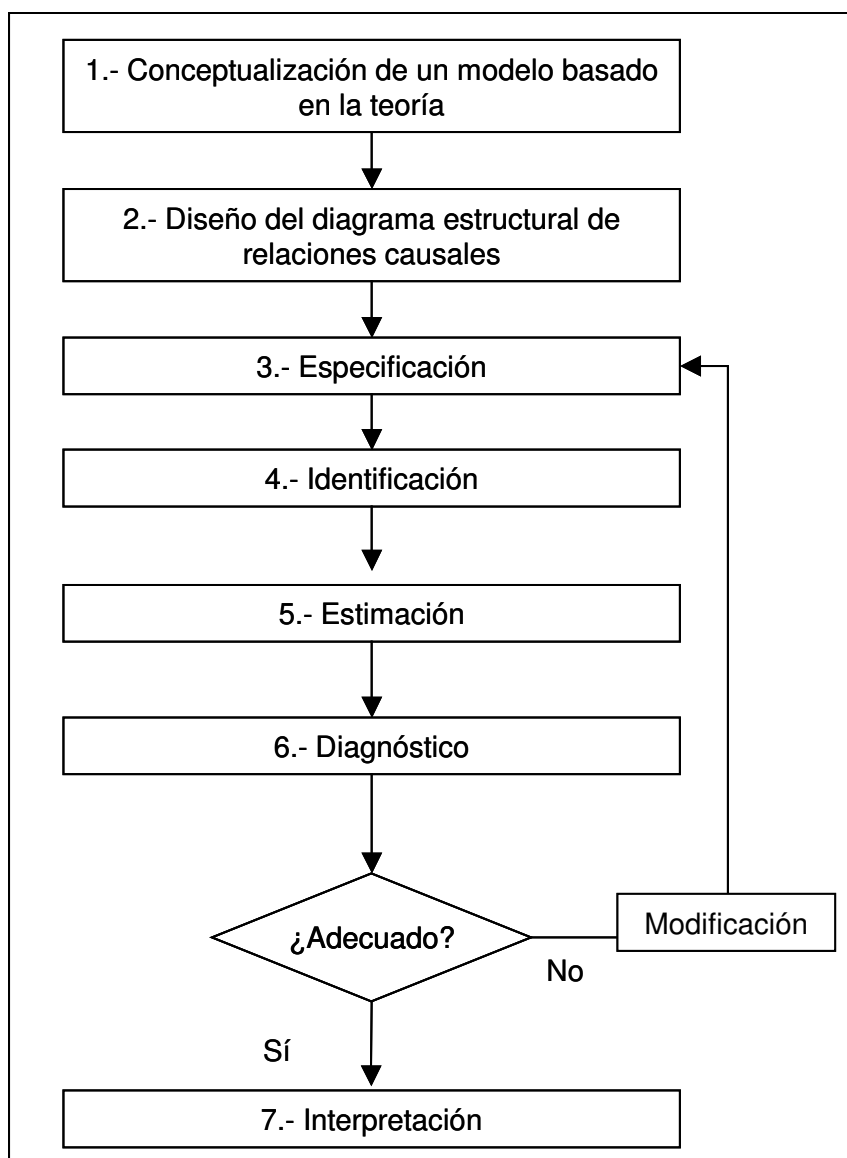 1.- Conceptualización de un modelo basado
en la teoría
2.- Diseño del diagrama estructural de
relaciones causales
3.- Especificación
4.- Identificación
5.- Estimación
6.- Diagnóstico
¿Adecuado?
Modificación
No
Sí
7.- Interpretación